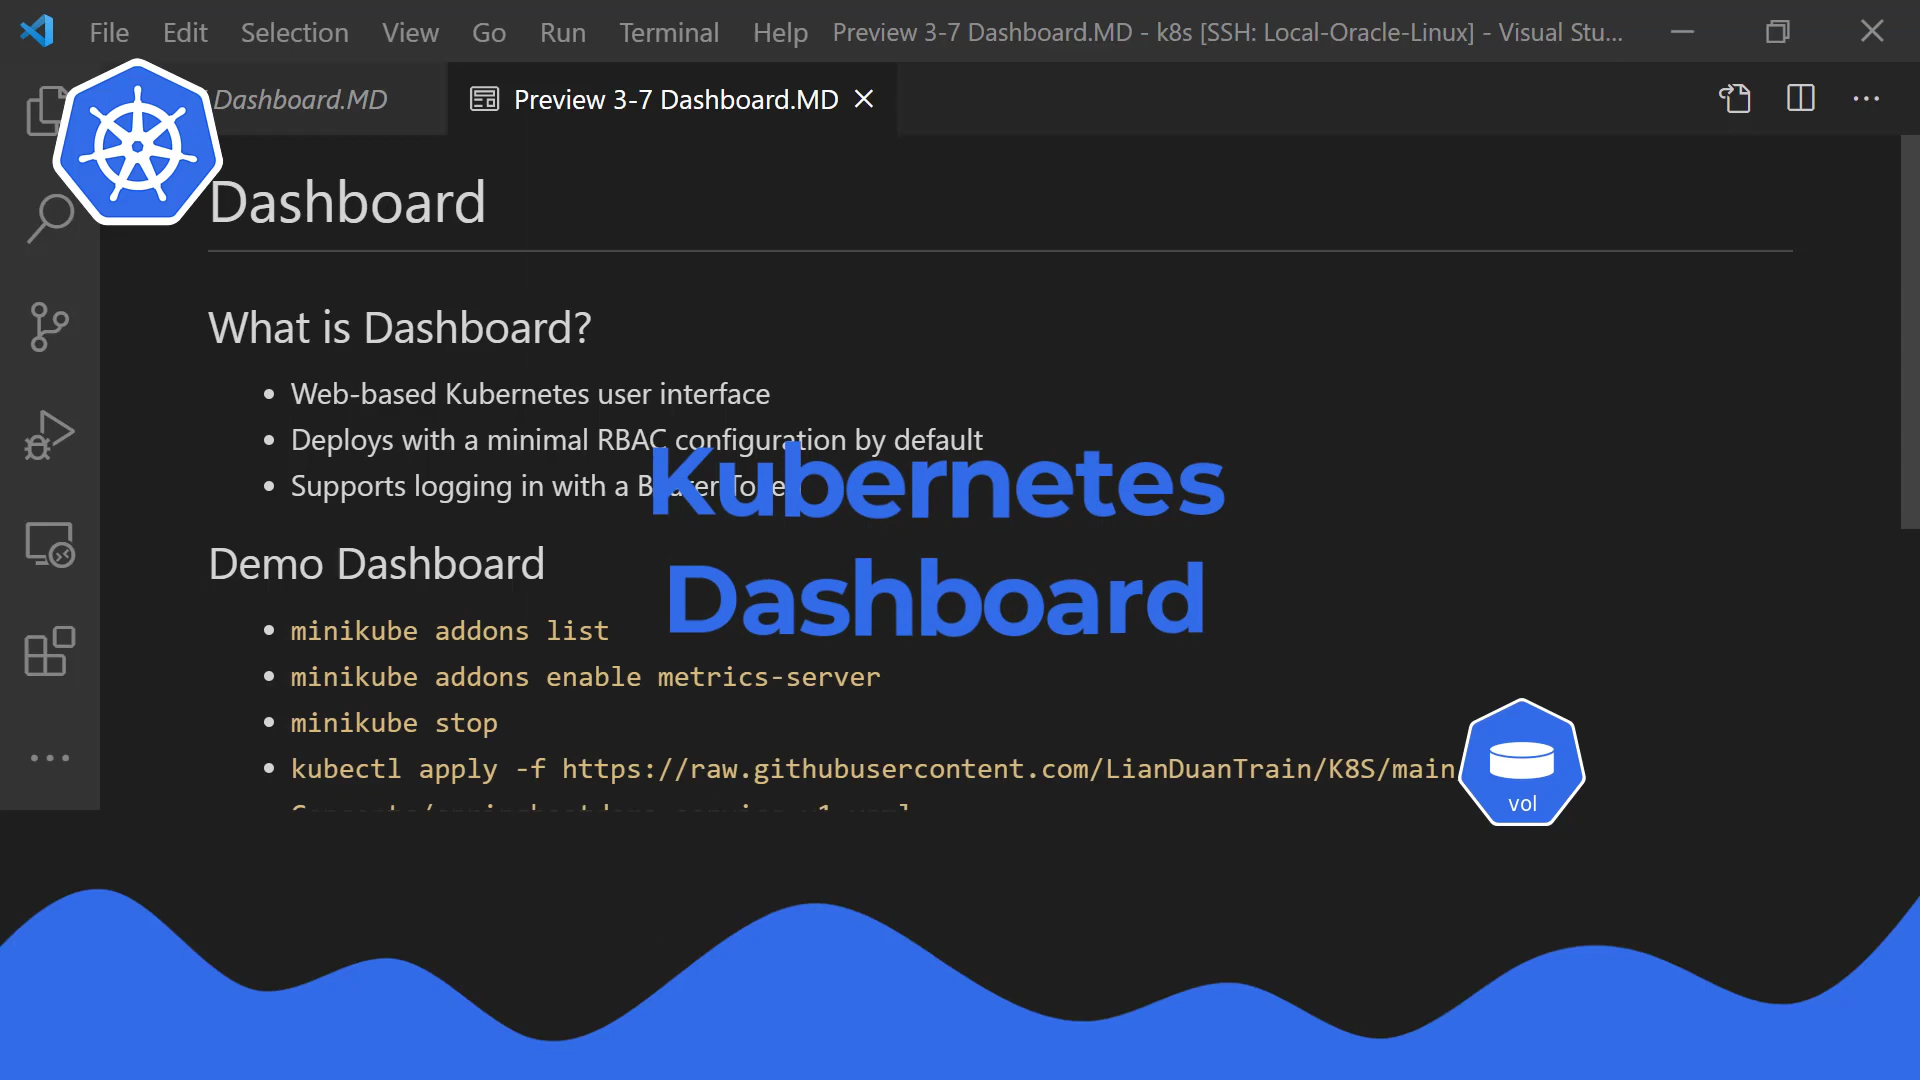 File Edit Selection View Go Run Terminal Help Preview 3-7 Dashboard.MD - k8s [SSH: Local-Oracle-Linux] - Visual Stu...
Dashboard.MD Preview 3-7 Dashboard.MD
Dashboard
What is Dashboard?
• Web-based Kubernetes user interface
• Deploys with a minimal RBAC configuration by default
• Supports logging in with a
Kubernetes
Dashboard
Demo Dashboard
• minikube addons list
• minikube addons enable metrics-server
• minikube stop
• kubectl apply -f https://raw.githubusercontent.com/LianDuanTrain/K8S/main
vol